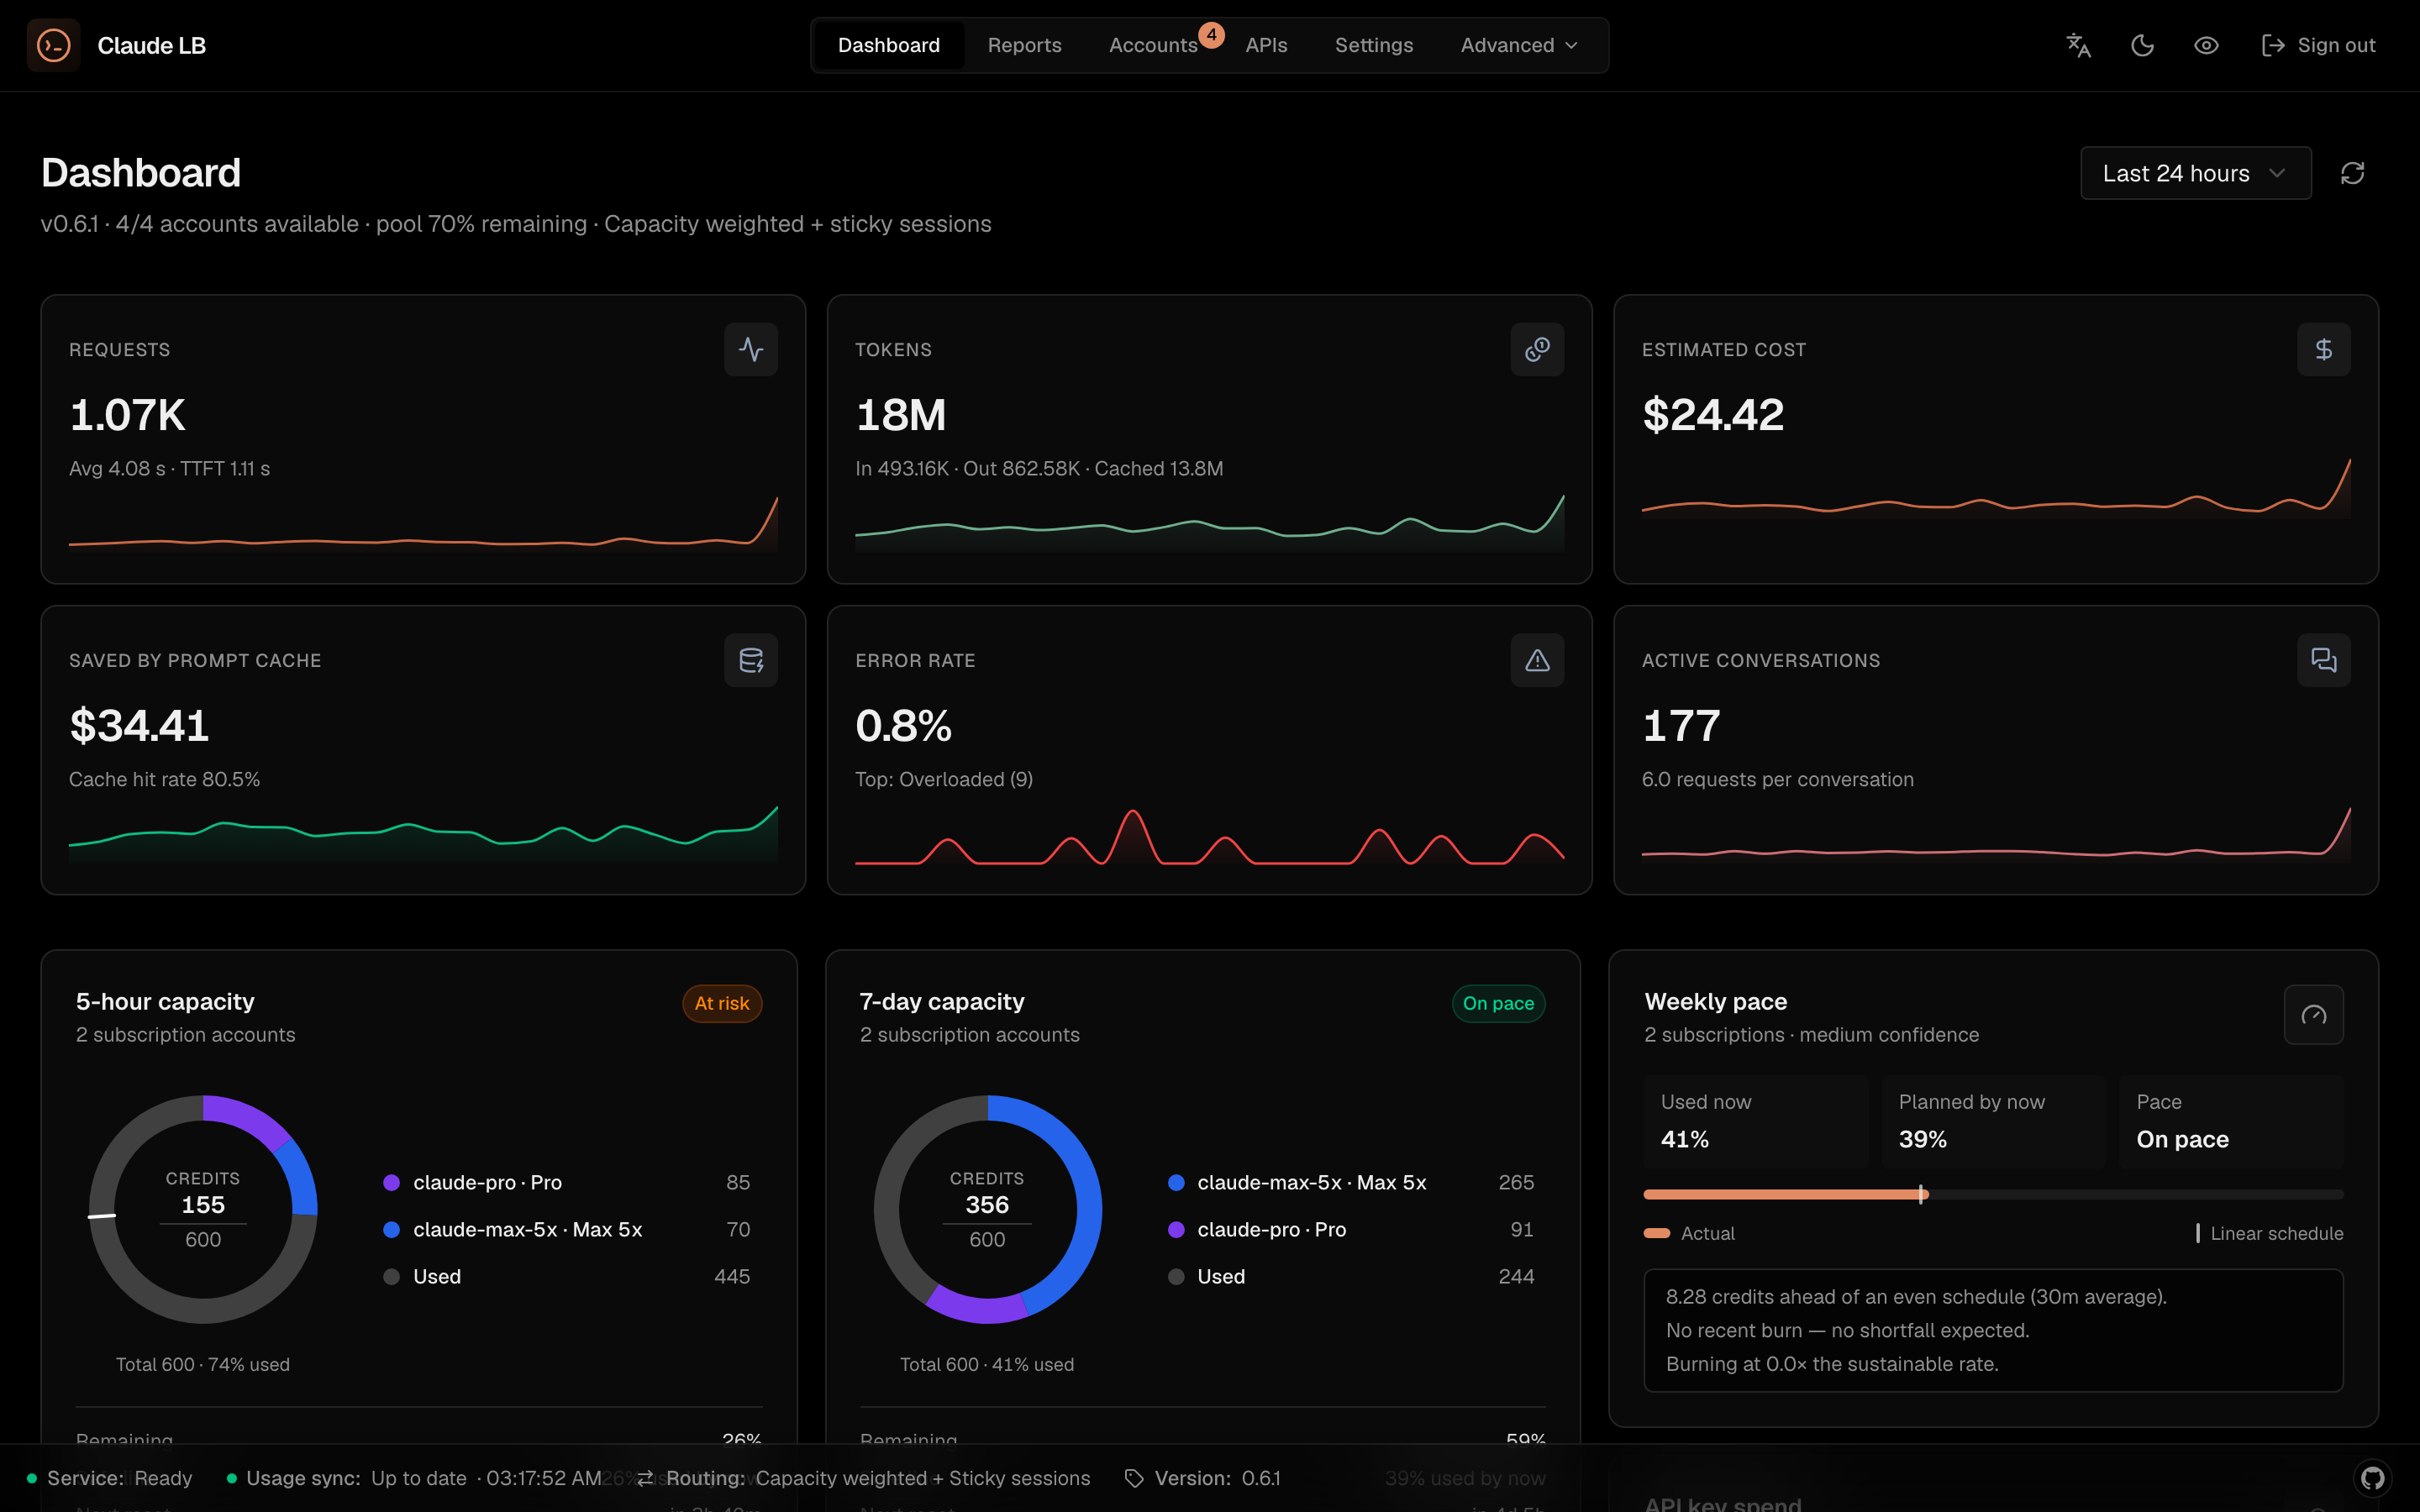 Claude LB
Dashboard
Reports
Accounts 4
APIs
Settings
Advanced
Sign out
Dashboard
Last 24 hours
v0.6.1 · 4/4 accounts available · pool 70% remaining · Capacity weighted + sticky sessions
REQUESTS
1.07K
Avg 4.08 s · TTFT 1.11 s
TOKENS
18M
In 493.16K · Out 862.58K · Cached 13.8M
ESTIMATED COST
$24.42
SAVED BY PROMPT CACHE
$34.41
Cache hit rate 80.5%
ERROR RATE
0.8%
Top: Overloaded (9)
ACTIVE CONVERSATIONS
177
6.0 requests per conversation
5-hour capacity
At risk
2 subscription accounts
CREDITS
155
600
claude-pro · Pro 85
claude-max-5x · Max 5x 70
Used 445
Total 600 · 74% used
Remaining 26%
7-day capacity
On pace
2 subscription accounts
CREDITS
356
600
claude-max-5x · Max 5x 265
claude-pro · Pro 91
Used 244
Total 600 · 41% used
Remaining 59%
39% used by now
Weekly pace
2 subscriptions · medium confidence
Used now
41%
Planned by now
39%
Pace
On pace
Actual
Linear schedule
8.28 credits ahead of an even schedule (30m average).
No recent burn — no shortfall expected.
Burning at 0.0× the sustainable rate.
API key spend
Service: Ready
Usage sync: Up to date · 03:17:52 AM
Routing: Capacity weighted + Sticky sessions
Version: 0.6.1